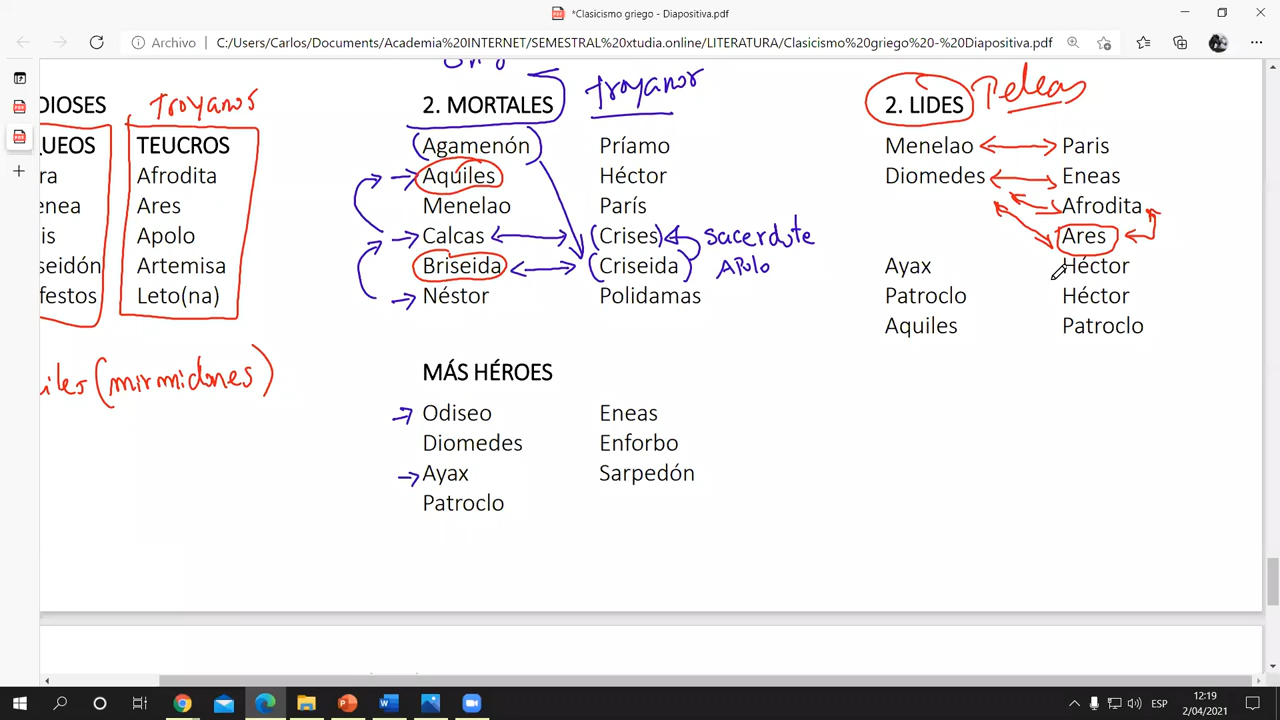 *Clasicismo griego - Diapositiva.pdf
Archivo
C:/Users/Carlos/Documents/Academia%20INTERNET/SEMESTRAL%20xtudia.online/LITERATURA/Clasicismo%20griego%20-%20Diapositiva.pdf
DIOSES
Troyanos
QUEOS
TEUCROS
ra
Afrodita
enea
Ares
is
Apolo
seidón
Artemisa
festos
Leto(na)
iles (mirmidones)
2. MORTALES
troyanos
(Agamenón)
Príamo
Aquiles
Héctor
Menelao
París
Calcas
(Crises)
sacerdote
Briseida
(Criseida)
APolo
Néstor
Polidamas
MÁS HÉROES
Odiseo
Eneas
Diomedes
Enforbo
Ayax
Sarpedón
Patroclo
2. LIDES
Peleas
Menelao
Paris
Diomedes
Eneas
Afrodita
Ares
Ayax
Héctor
Patroclo
Héctor
Aquiles
Patroclo
ESP
12:19
2/04/2021